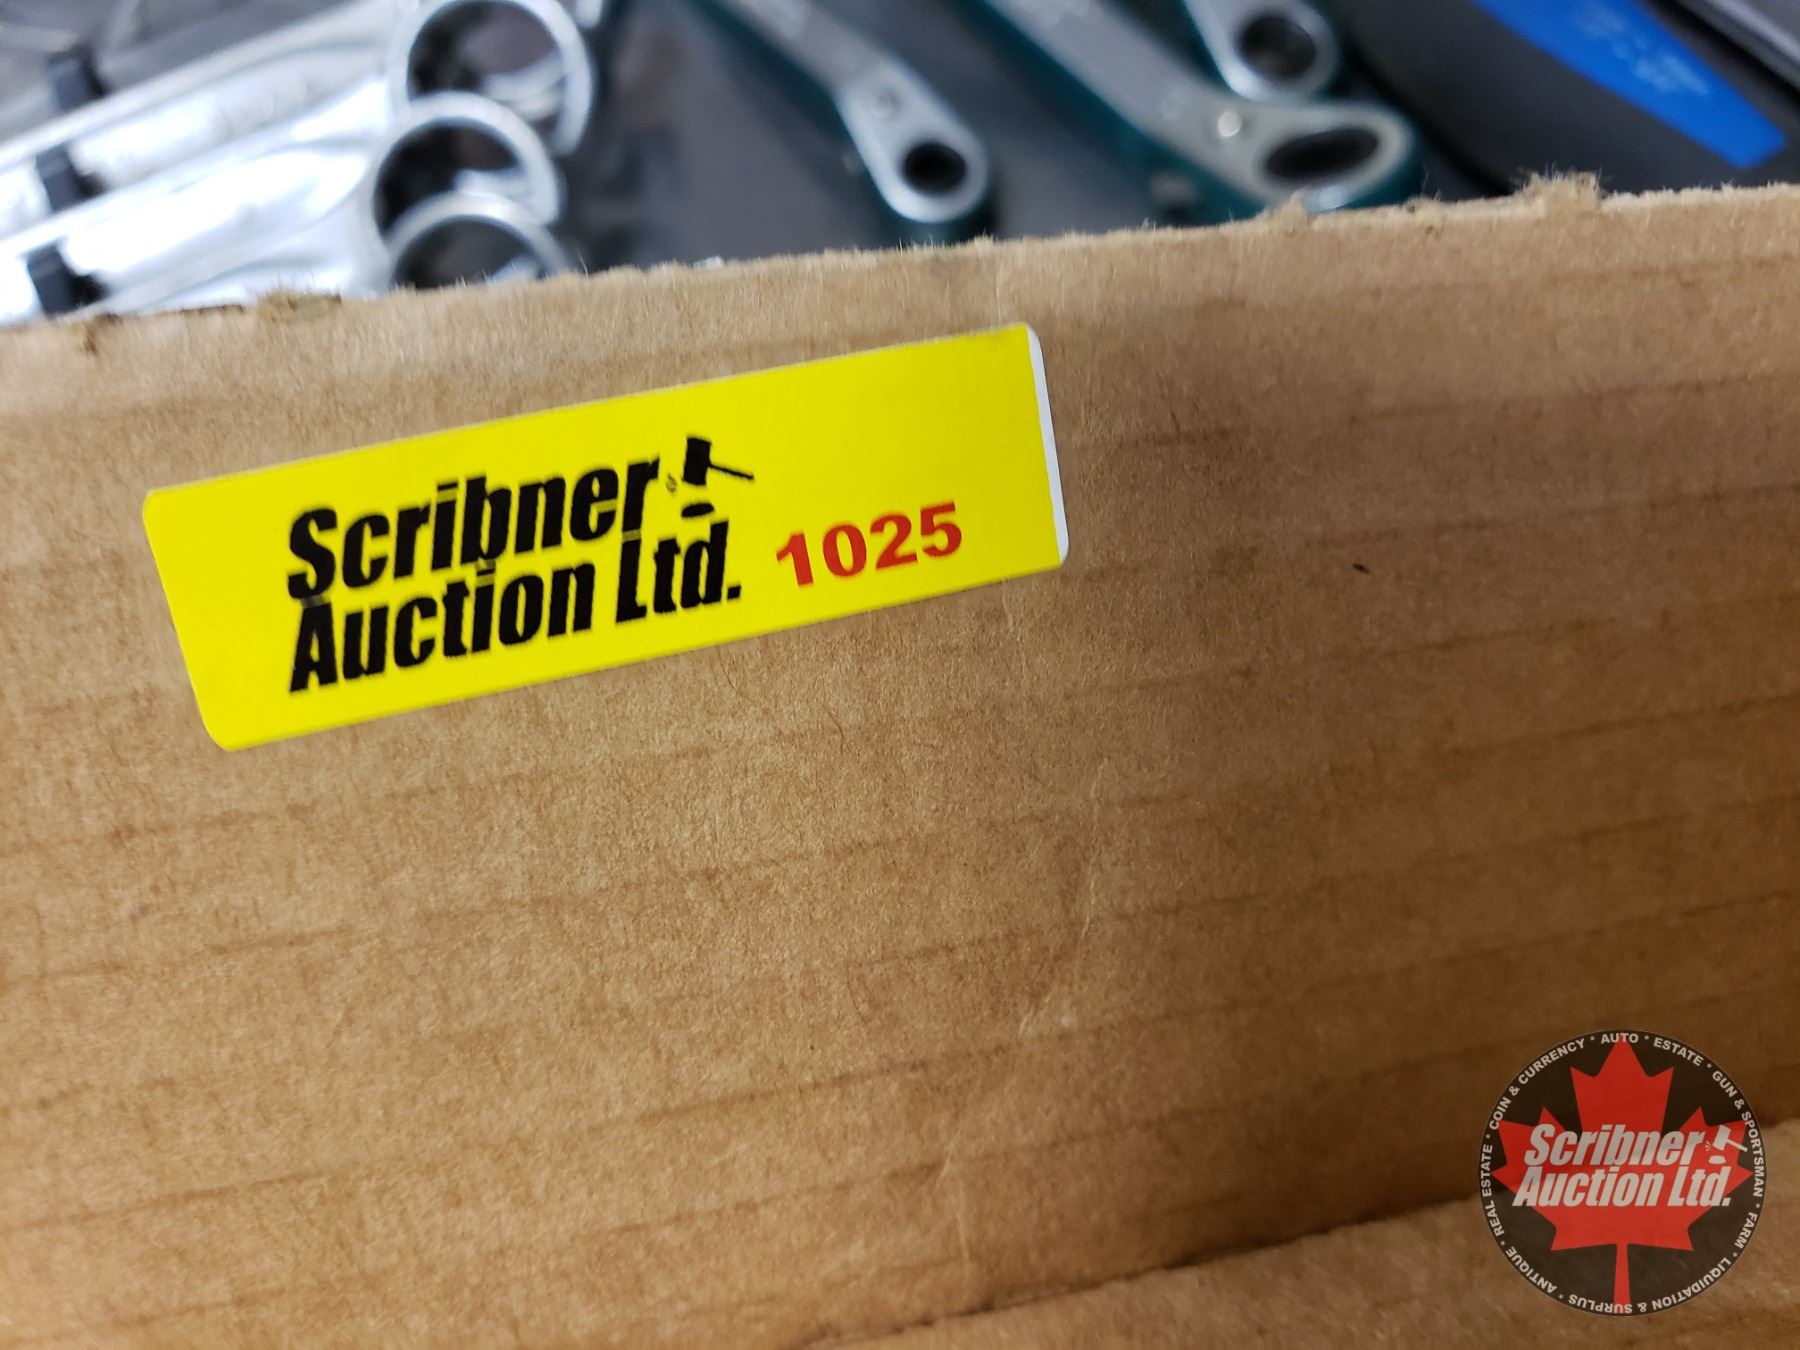 Scribner
Auction Ltd. 1025
REAL ESTATE * COIN & CURRENCY * AUTO * ESTATE * GUN & SPORTSMAN * FARM * LIQUIDATION & SURPLUS * ANTIQUE *
Scribner
Auction Ltd.